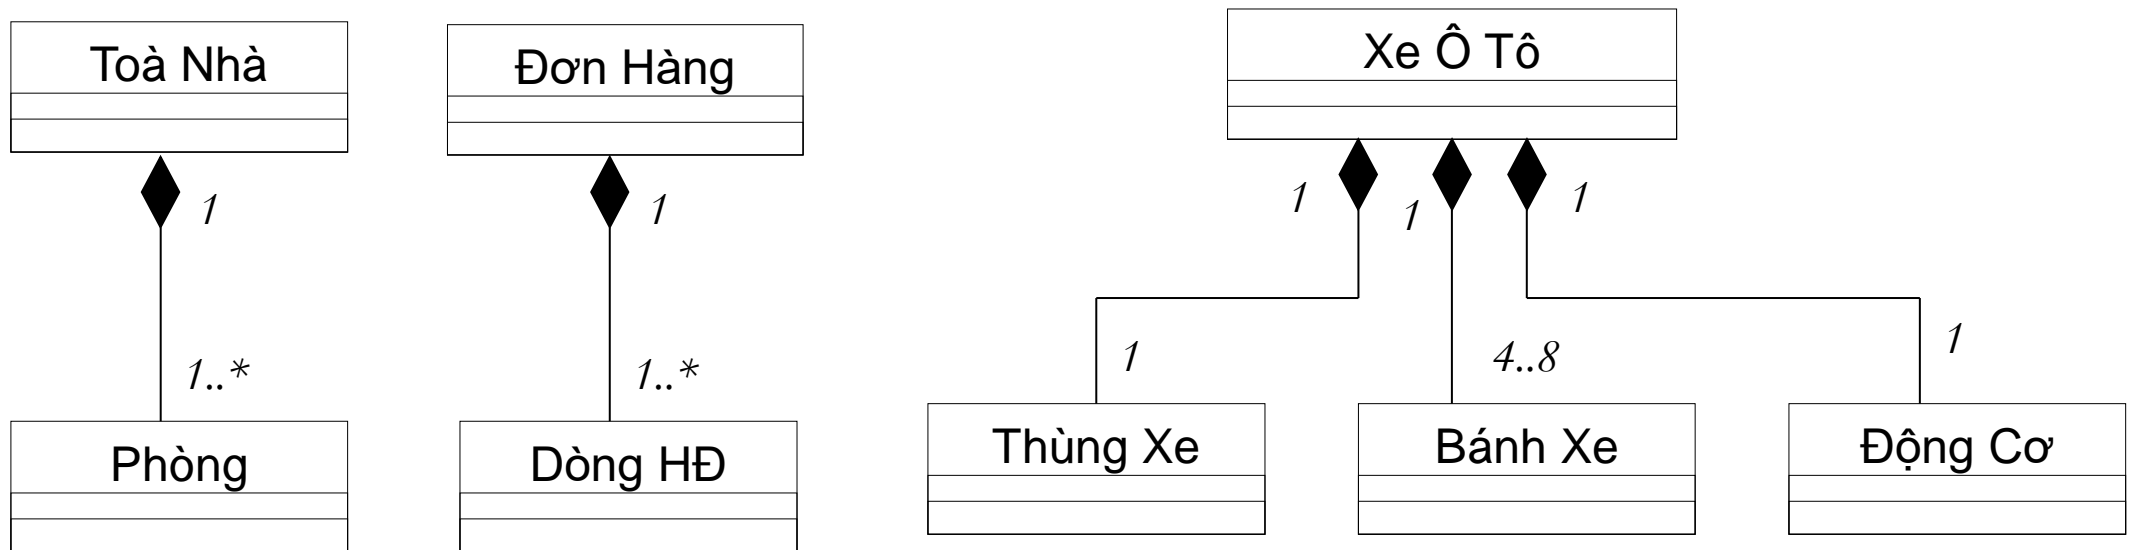 Toà Nhà
1
1..*
Phòng
Đơn Hàng
1
1..*
Dòng HĐ
Xe Ô Tô
1
1
1
1
4..8
1
Thùng Xe
Bánh Xe
Động Cơ